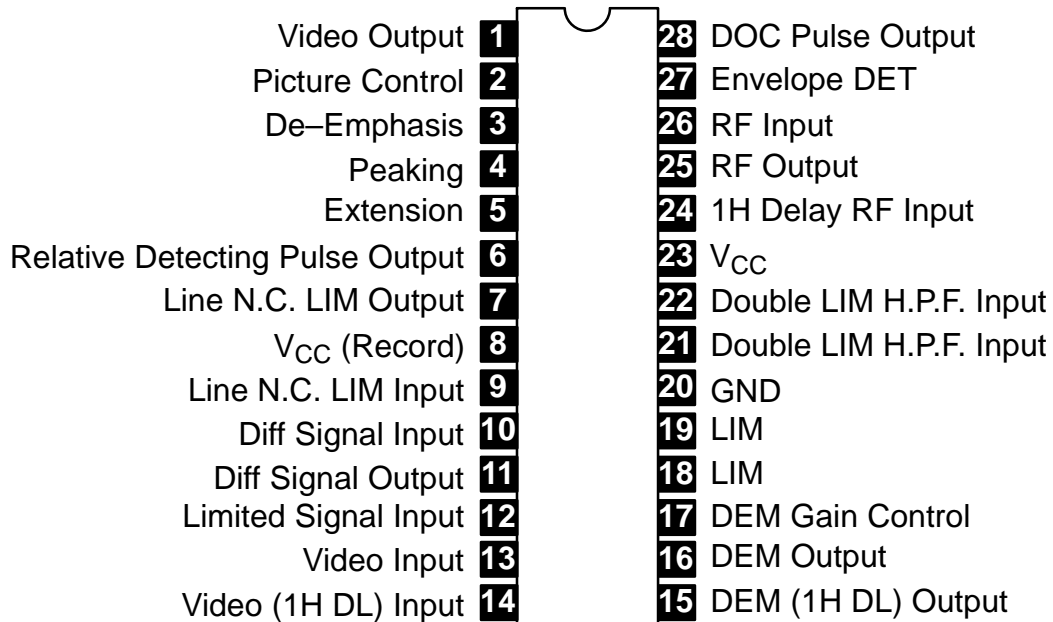 Video Output 1 28 DOC Pulse Output
Picture Control 2 27 Envelope DET
De–Emphasis 3 26 RF Input
Peaking 4 25 RF Output
Extension 5 24 1H Delay RF Input
Relative Detecting Pulse Output 6 23 VCC
Line N.C. LIM Output 7 22 Double LIM H.P.F. Input
VCC (Record) 8 21 Double LIM H.P.F. Input
Line N.C. LIM Input 9 20 GND
Diff Signal Input 10 19 LIM
Diff Signal Output 11 18 LIM
Limited Signal Input 12 17 DEM Gain Control
Video Input 13 16 DEM Output
Video (1H DL) Input 14 15 DEM (1H DL) Output